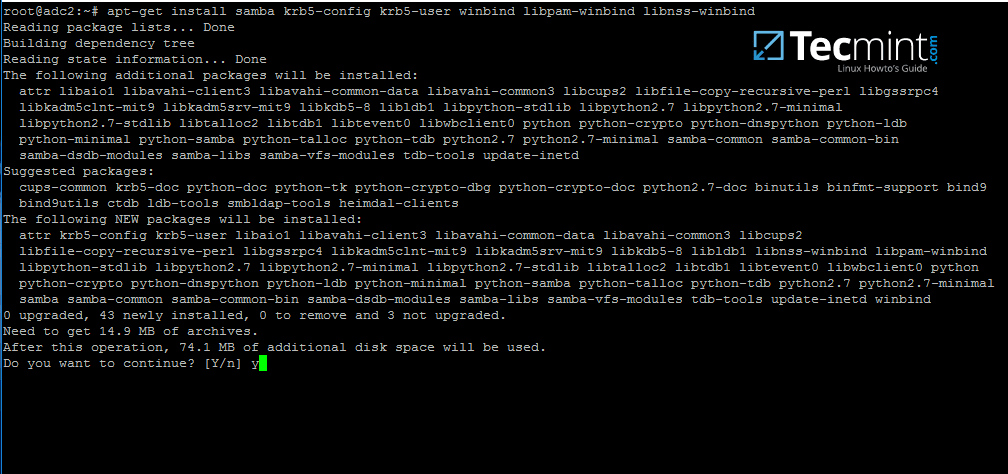 root@adc2:~# apt-get install samba krb5-config krb5-user winbind libpam-winbind libnss-winbind
Reading package lists... Done
Building dependency tree
Reading state information... Done
Tecmint.com
Linux Howto's Guide
The following additional packages will be installed:
attr libaio1 libavahi-client3 libavahi-common-data libavahi-common3 libcups2 libfile-copy-recursive-perl libgssrpc4
libkadm5clnt-mit9 libkadm5srv-mit9 libkdb5-8 libldb1 libpython-stdlib libpython2.7 libpython2.7-minimal
libpython2.7-stdlib libtalloc2 libtdb1 libtevent0 libwbclient0 python python-crypto python-dnspython python-ldb
python-minimal python-samba python-talloc python-tdb python2.7 python2.7-minimal samba-common samba-common-bin
samba-dsdb-modules samba-libs samba-vfs-modules tdb-tools update-inetd
Suggested packages:
cups-common krb5-doc python-doc python-tk python-crypto-dbg python-crypto-doc python2.7-doc binutils binfmt-support bind9
bind9utils ctdb ldb-tools smbldap-tools heimdal-clients
The following NEW packages will be installed:
attr krb5-config krb5-user libaio1 libavahi-client3 libavahi-common-data libavahi-common3 libcups2
libfile-copy-recursive-perl libgssrpc4 libkadm5clnt-mit9 libkadm5srv-mit9 libkdb5-8 libldb1 libnss-winbind libpam-winbind
libpython-stdlib libpython2.7 libpython2.7-minimal libpython2.7-stdlib libtalloc2 libtdb1 libtevent0 libwbclient0 python
python-crypto python-dnspython python-ldb python-minimal python-samba python-talloc python-tdb python2.7 python2.7-minimal
samba samba-common samba-common-bin samba-dsdb-modules samba-libs samba-vfs-modules tdb-tools update-inetd winbind
0 upgraded, 43 newly installed, 0 to remove and 3 not upgraded.
Need to get 14.9 MB of archives.
After this operation, 74.1 MB of additional disk space will be used.
Do you want to continue? [Y/n] y